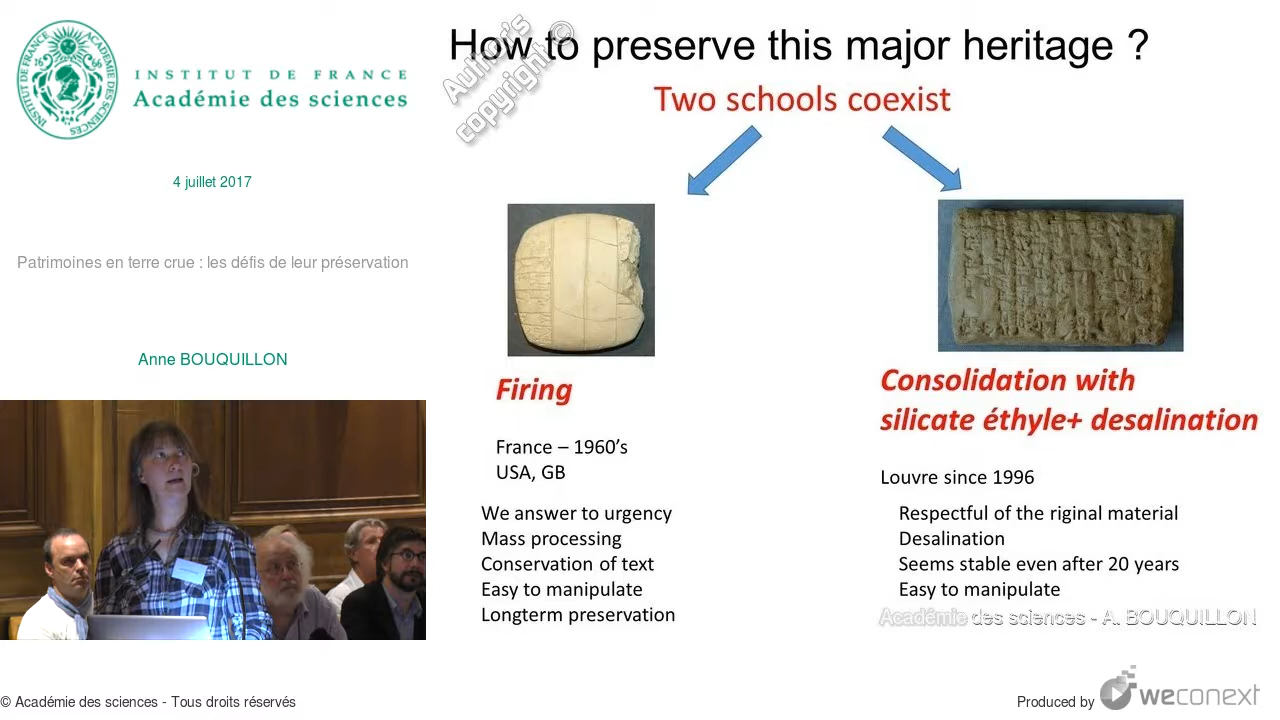 INSTITUT DE FRANCE
Académie des sciences
4 juillet 2017
Patrimoines en terre crue : les défis de leur préservation
Anne BOUQUILLON
How to preserve this major heritage ?
Author's
copyright ©
Two schools coexist
Firing
France – 1960’s
USA, GB
We answer to urgency
Mass processing
Conservation of text
Easy to manipulate
Longterm preservation
Consolidation with
silicate éthyle+ desalination
Louvre since 1996
Respectful of the riginal material
Desalination
Seems stable even after 20 years
Easy to manipulate
Académie des sciences - A. BOUQUILLON
© Académie des sciences - Tous droits réservés
Produced by weconext